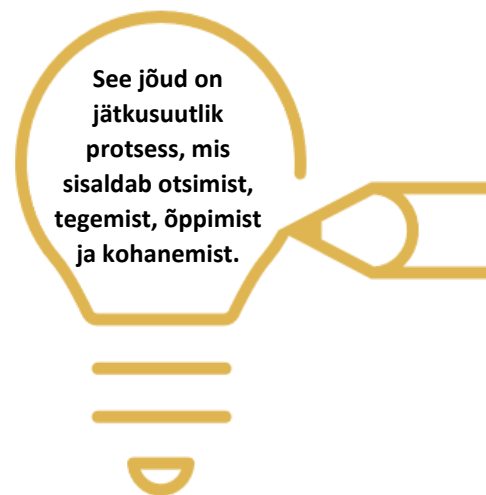 See jõud on
jätkusuutlik
protsess, mis
sisaldab otsimist,
tegemist, õppimist
ja kohanemist.